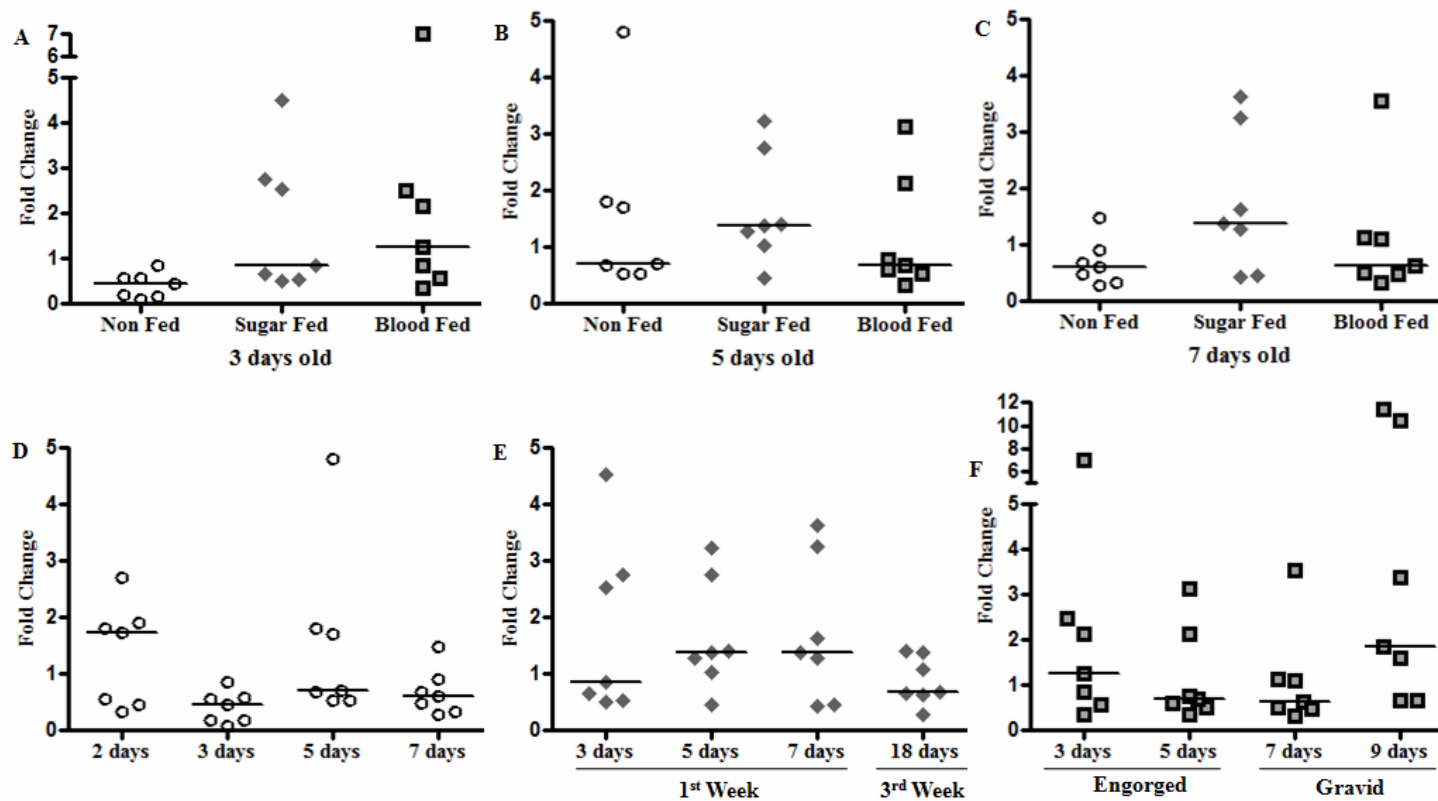 A
7
6
5
4
3
2
1
0
Fold Change
Non Fed Sugar Fed Blood Fed
3 days old
B
5
4
3
2
1
0
Fold Change
Non Fed Sugar Fed Blood Fed
5 days old
C
5
4
3
2
1
0
Fold Change
Non Fed Sugar Fed Blood Fed
7 days old
D
5
4
3
2
1
0
Fold Change
2 days 3 days 5 days 7 days
E
5
4
3
2
1
0
Fold Change
3 days 5 days 7 days 18 days
1st Week 3rd Week
F
12
10
8
6
5
4
3
2
1
0
Fold Change
3 days 5 days 7 days 9 days
Engorged Gravid